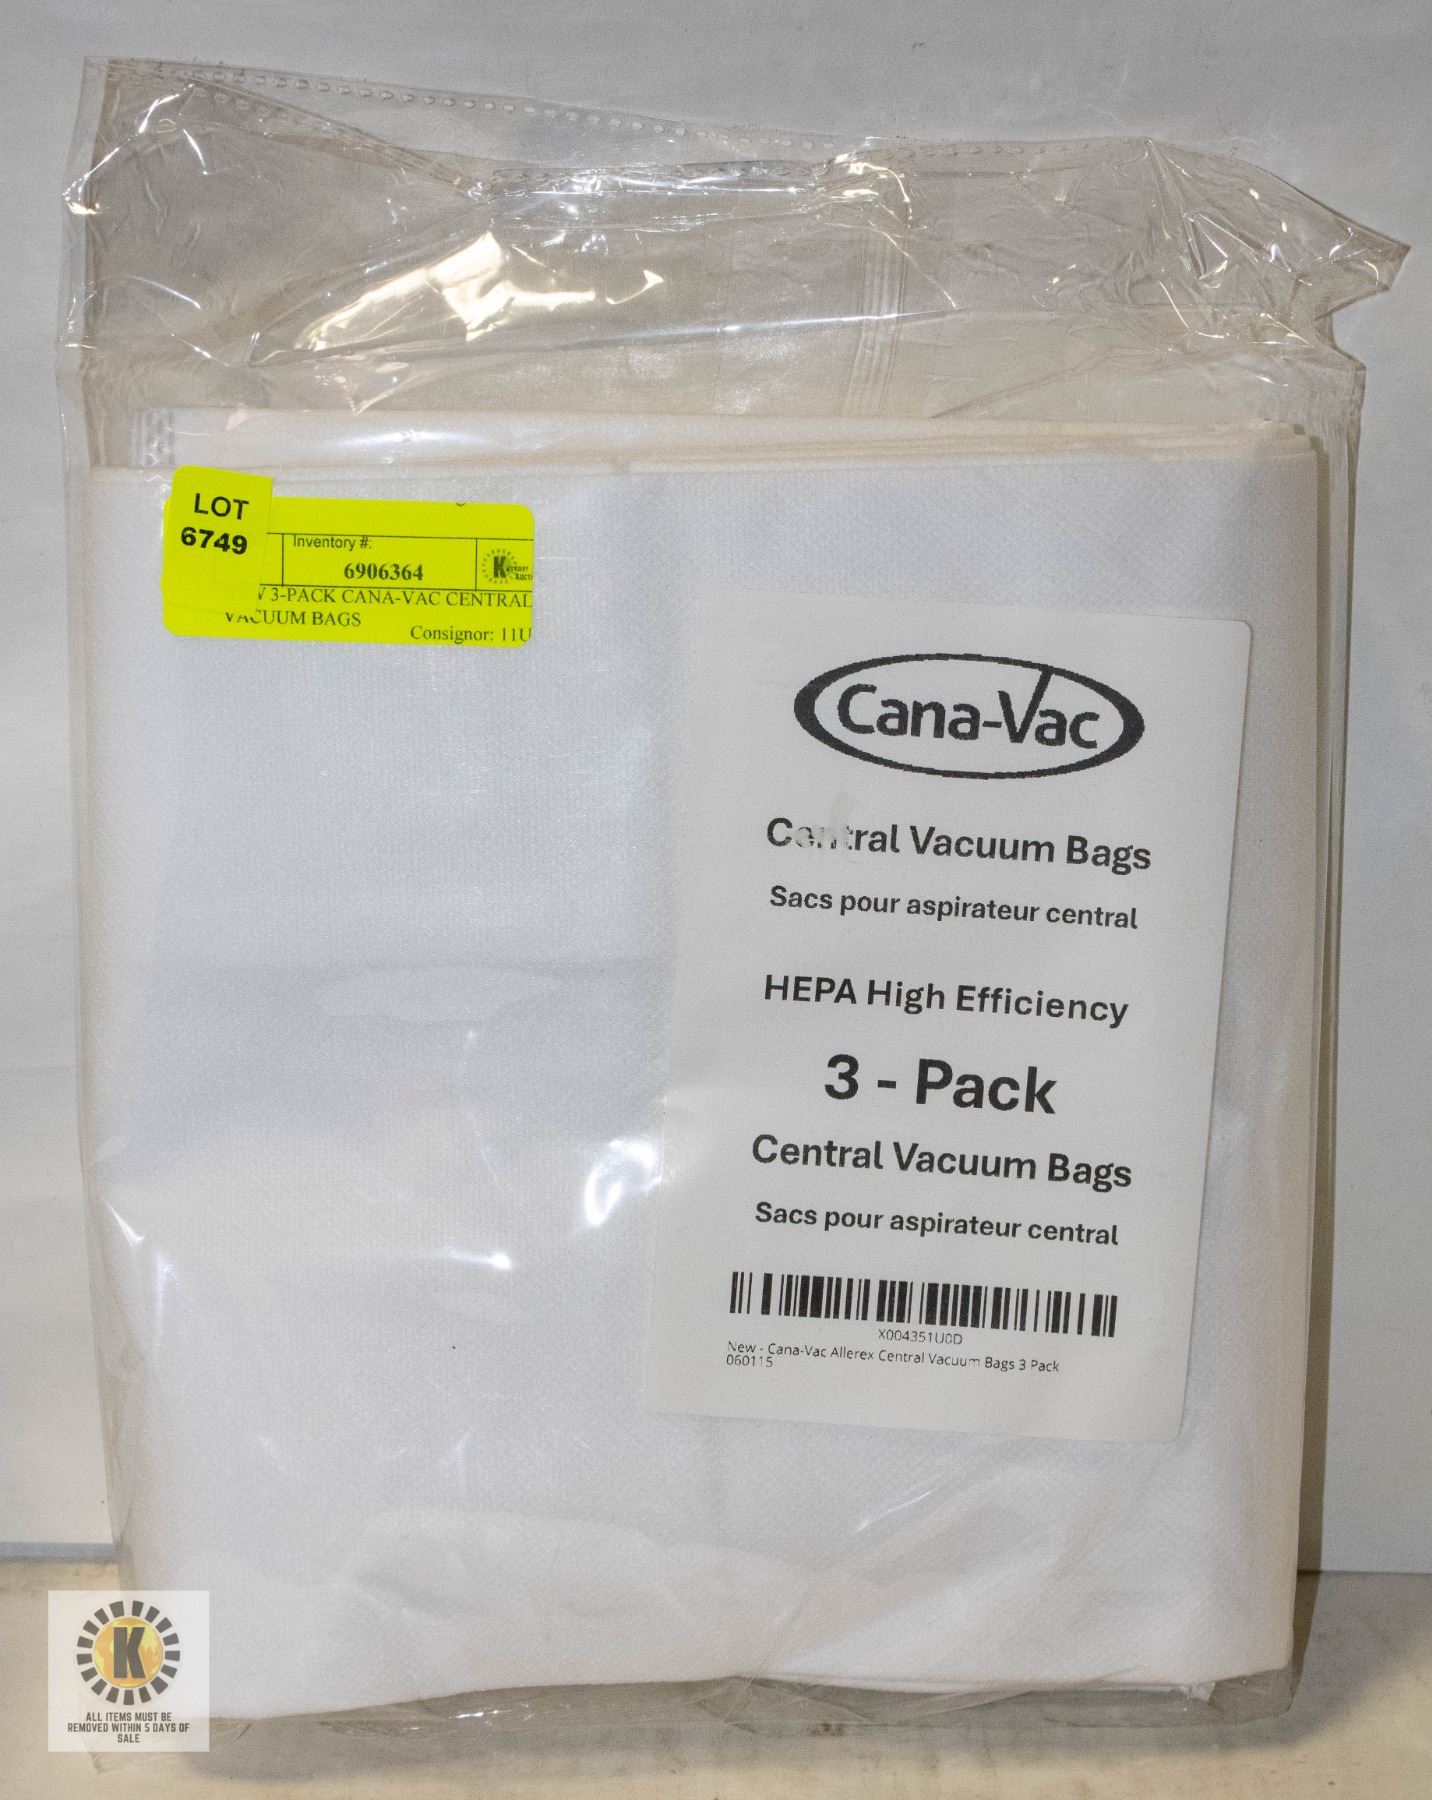 LOT
6749
Inventory #:
6906364
K
3-PACK CANA-VAC CENTRAL
VACUUM BAGS
Consignor: 11U
Cana-Vac
Central Vacuum Bags
Sacs pour aspirateur central
HEPA High Efficiency
3 - Pack
Central Vacuum Bags
Sacs pour aspirateur central
X004351U0D
New - Cana-Vac Allerex Central Vacuum Bags 3 Pack
060115
K
ALL ITEMS MUST BE
REMOVED WITHIN 5 DAYS OF
SALE